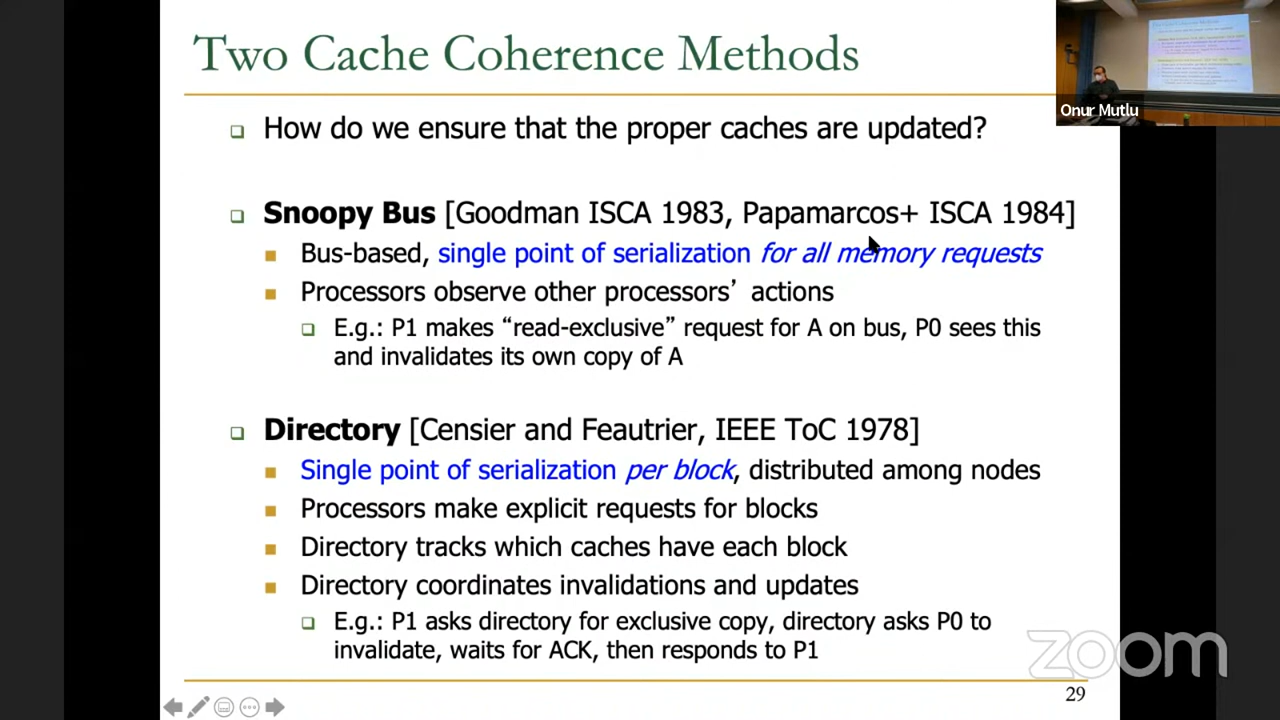 Two Cache Coherence Methods
Onur Mutlu
How do we ensure that the proper caches are updated?
Snoopy Bus [Goodman ISCA 1983, Papamarcos+ ISCA 1984]
Bus-based, single point of serialization for all memory requests
Processors observe other processors’ actions
E.g.: P1 makes “read-exclusive” request for A on bus, P0 sees this
and invalidates its own copy of A
Directory [Censier and Feautrier, IEEE ToC 1978]
Single point of serialization per block, distributed among nodes
Processors make explicit requests for blocks
Directory tracks which caches have each block
Directory coordinates invalidations and updates
E.g.: P1 asks directory for exclusive copy, directory asks P0 to
invalidate, waits for ACK, then responds to P1
zoom
29